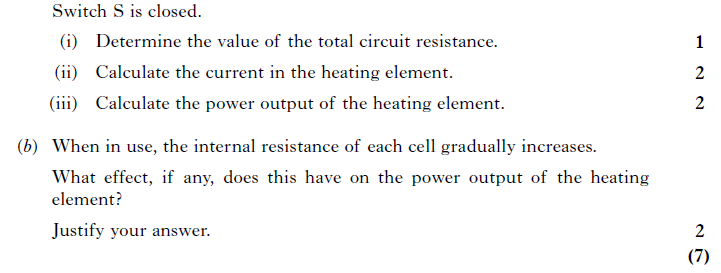 Switch S is closed.
(i) Determine the value of the total circuit resistance. 1
(ii) Calculate the current in the heating element. 2
(iii) Calculate the power output of the heating element. 2
(b) When in use, the internal resistance of each cell gradually increases.
What effect, if any, does this have on the power output of the heating
element?
Justify your answer. 2
(7)